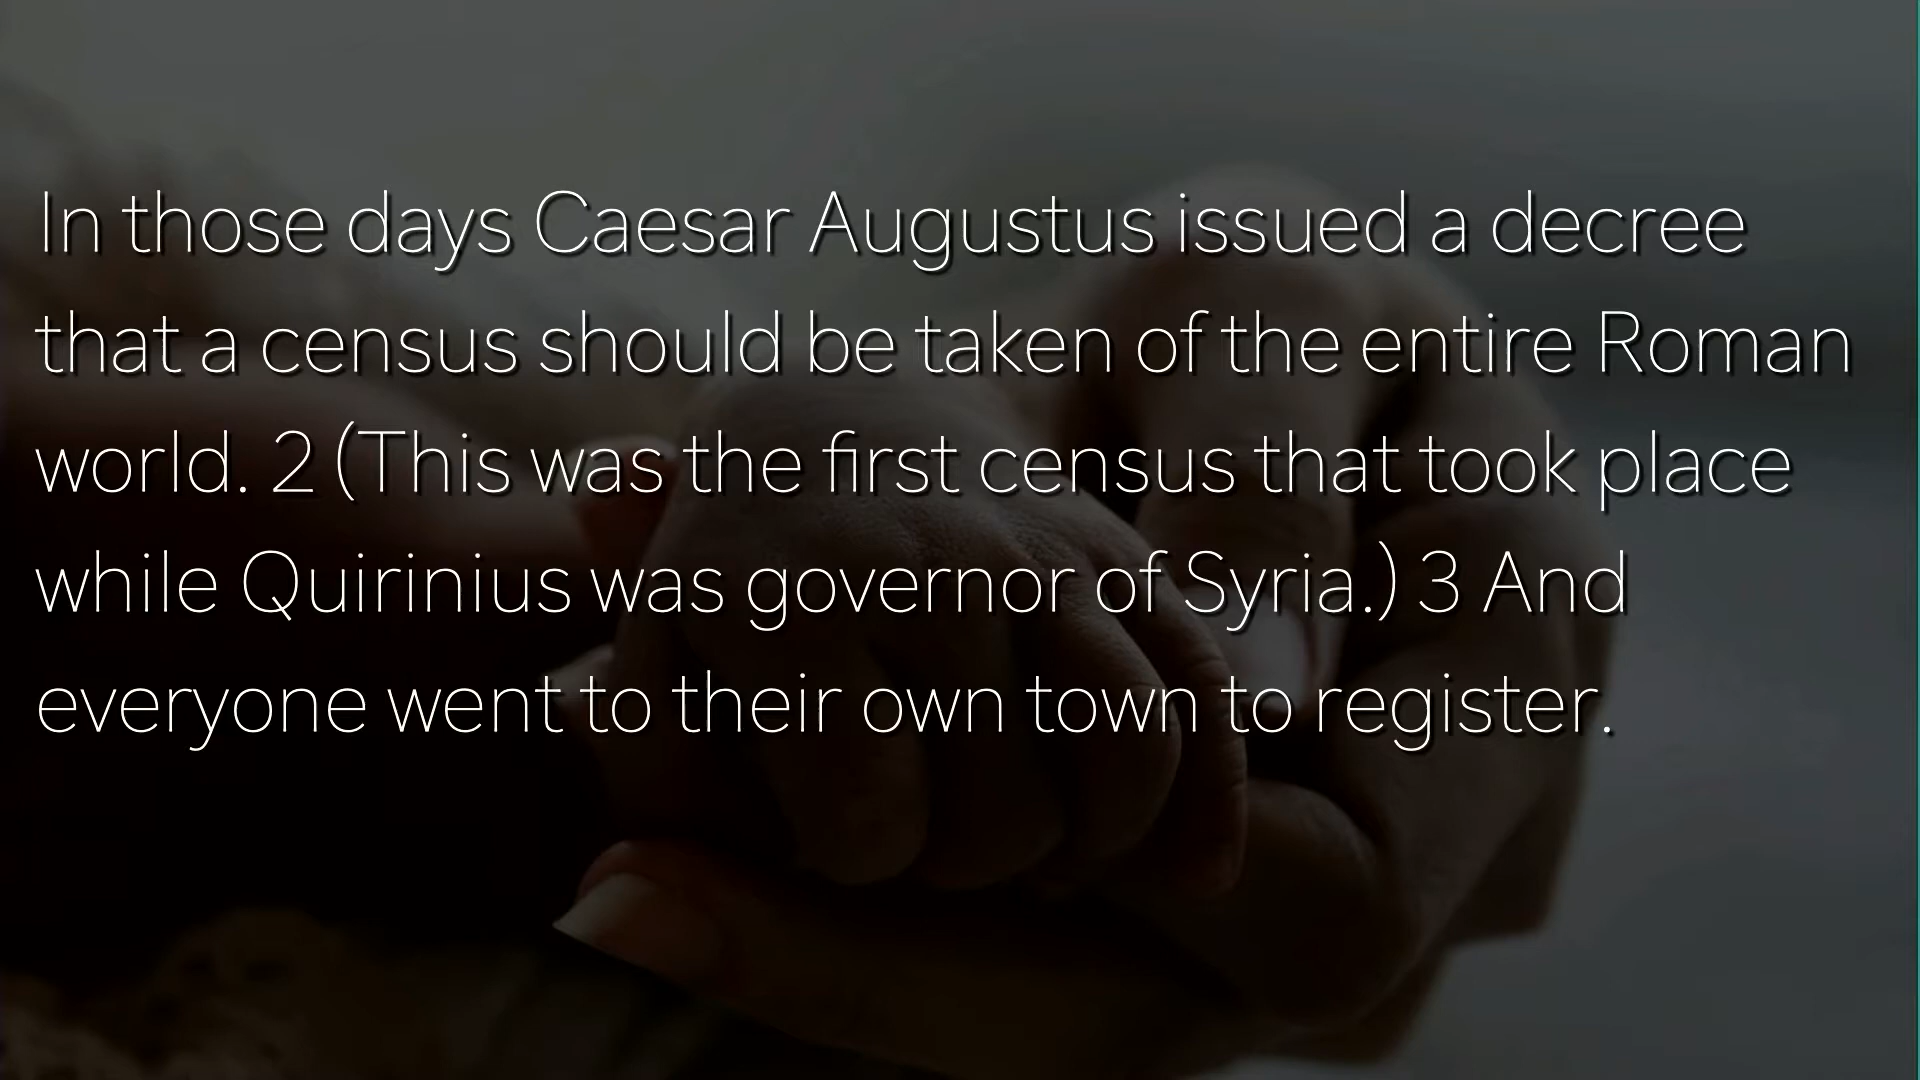 In those days Caesar Augustus issued a decree
that a census should be taken of the entire Roman
world. 2 (This was the first census that took place
while Quirinius was governor of Syria.) 3 And
everyone went to their own town to register.